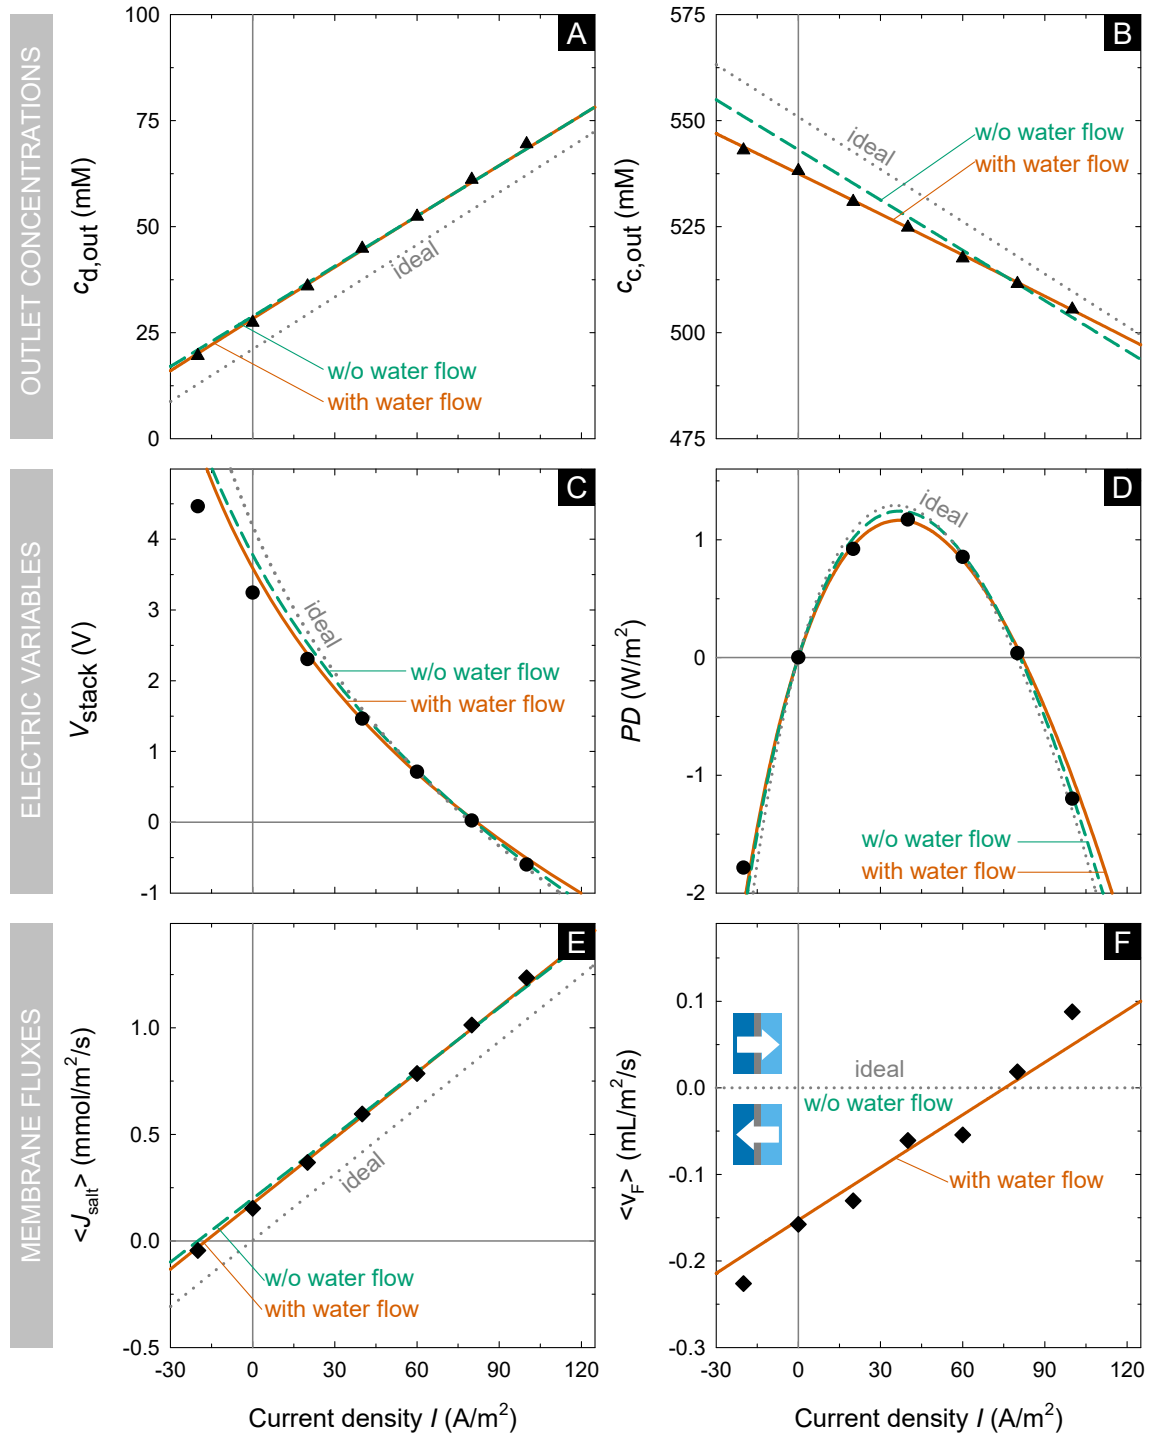 OUTLET CONCENTRATIONS
c_d,out (mM)
75
50
25
0
100
A
ideal
w/o water flow
with water flow
c_c,out (mM)
575
550
525
500
475
B
ideal
w/o water flow
with water flow
ELECTRIC VARIABLES
V_stack (V)
4
3
2
1
0
-1
C
ideal
w/o water flow
with water flow
PD (W/m²)
1
0
-1
-2
D
ideal
w/o water flow
with water flow
MEMBRANE FLUXES
<J_salt> (mmol/m²/s)
1.0
0.5
0.0
-0.5
E
ideal
w/o water flow
with water flow
-30 0 30 60 90 120
Current density I (A/m²)
<v_F> (mL/m²/s)
0.1
0.0
-0.1
-0.2
-0.3
F
ideal
w/o water flow
with water flow
-30 0 30 60 90 120
Current density I (A/m²)